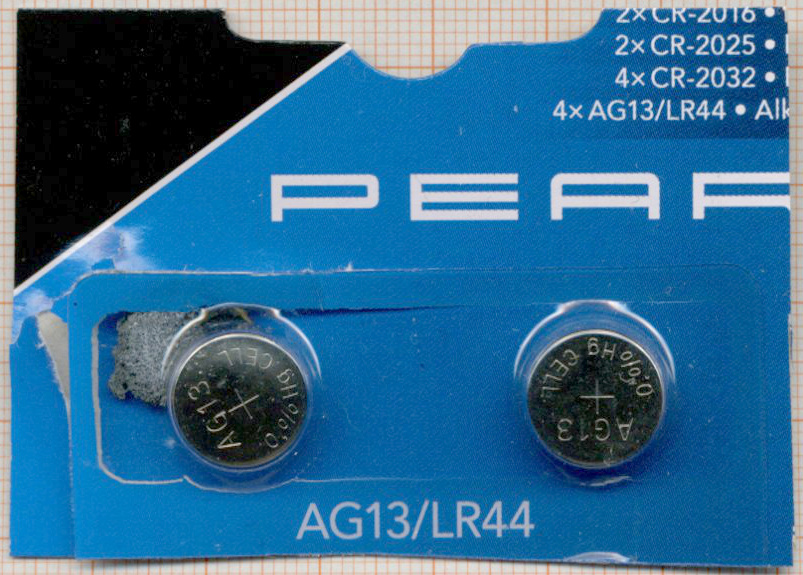 2×CR-2016 •
2×CR-2025 •
4×CR-2032 •
4×AG13/LR44 • Alk
PEAR
AG13
0%Hg CELL
AG13
0%Hg CELL
AG13/LR44